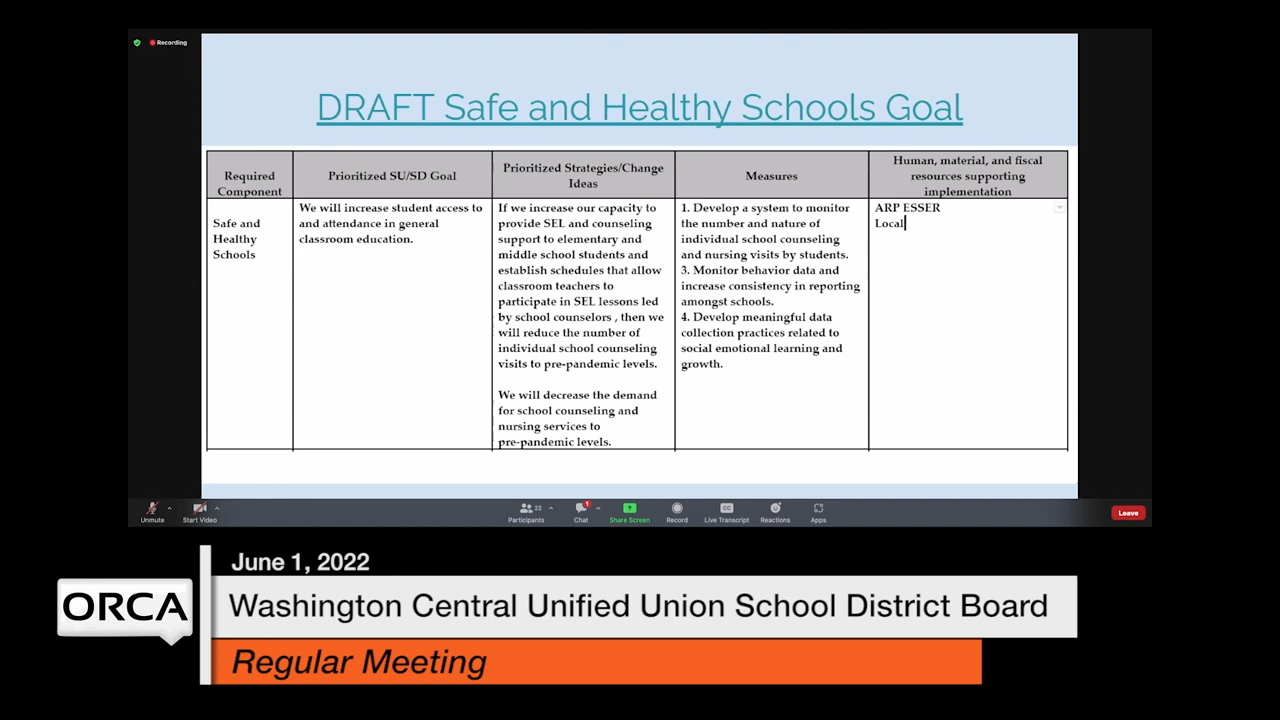 Recording
DRAFT Safe and Healthy Schools Goal
Required
Component
Prioritized SU/SD Goal
Prioritized Strategies/Change
Ideas
Measures
Human, material, and fiscal
resources supporting
implementation
Safe and
Healthy
Schools
We will increase student access to
and attendance in general
classroom education.
If we increase our capacity to
provide SEL and counseling
support to elementary and
middle school students and
establish schedules that allow
classroom teachers to
participate in SEL lessons led
by school counselors , then we
will reduce the number of
individual school counseling
visits to pre-pandemic levels.
We will decrease the demand
for school counseling and
nursing services to
pre-pandemic levels.
1. Develop a system to monitor
the number and nature of
individual school counseling
and nursing visits by students.
3. Monitor behavior data and
increase consistency in reporting
amongst schools.
4. Develop meaningful data
collection practices related to
social emotional learning and
growth.
ARP ESSER
Local
Unmute
Start Video
22
Participants
1
Chat
Share Screen
Record
CC
Live Transcript
Reactions
Apps
Leave
June 1, 2022
ORCA
Washington Central Unified Union School District Board
Regular Meeting